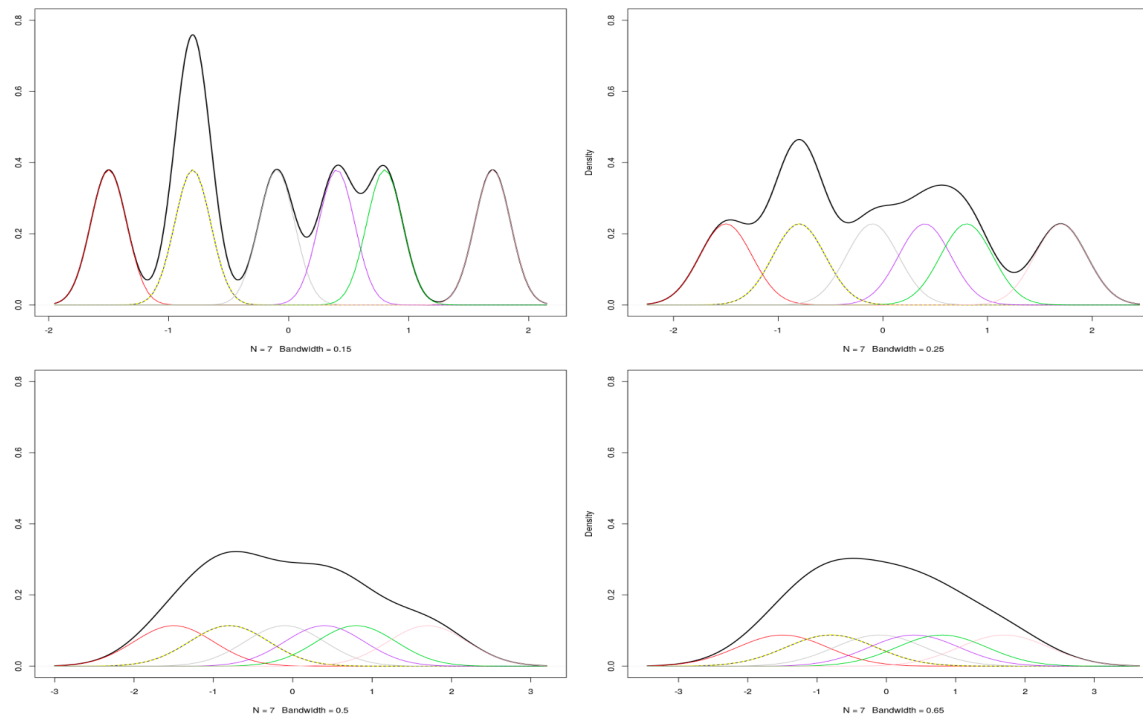 0.8
0.6
0.4
0.2
0.0
-2 -1 0 1 2
N = 7 Bandwidth = 0.15
Density
0.8
0.6
0.4
0.2
0.0
-2 -1 0 1 2
N = 7 Bandwidth = 0.25
0.8
0.6
0.4
0.2
0.0
-3 -2 -1 0 1 2 3
N = 7 Bandwidth = 0.5
Density
0.8
0.6
0.4
0.2
0.0
-3 -2 -1 0 1 2 3
N = 7 Bandwidth = 0.65